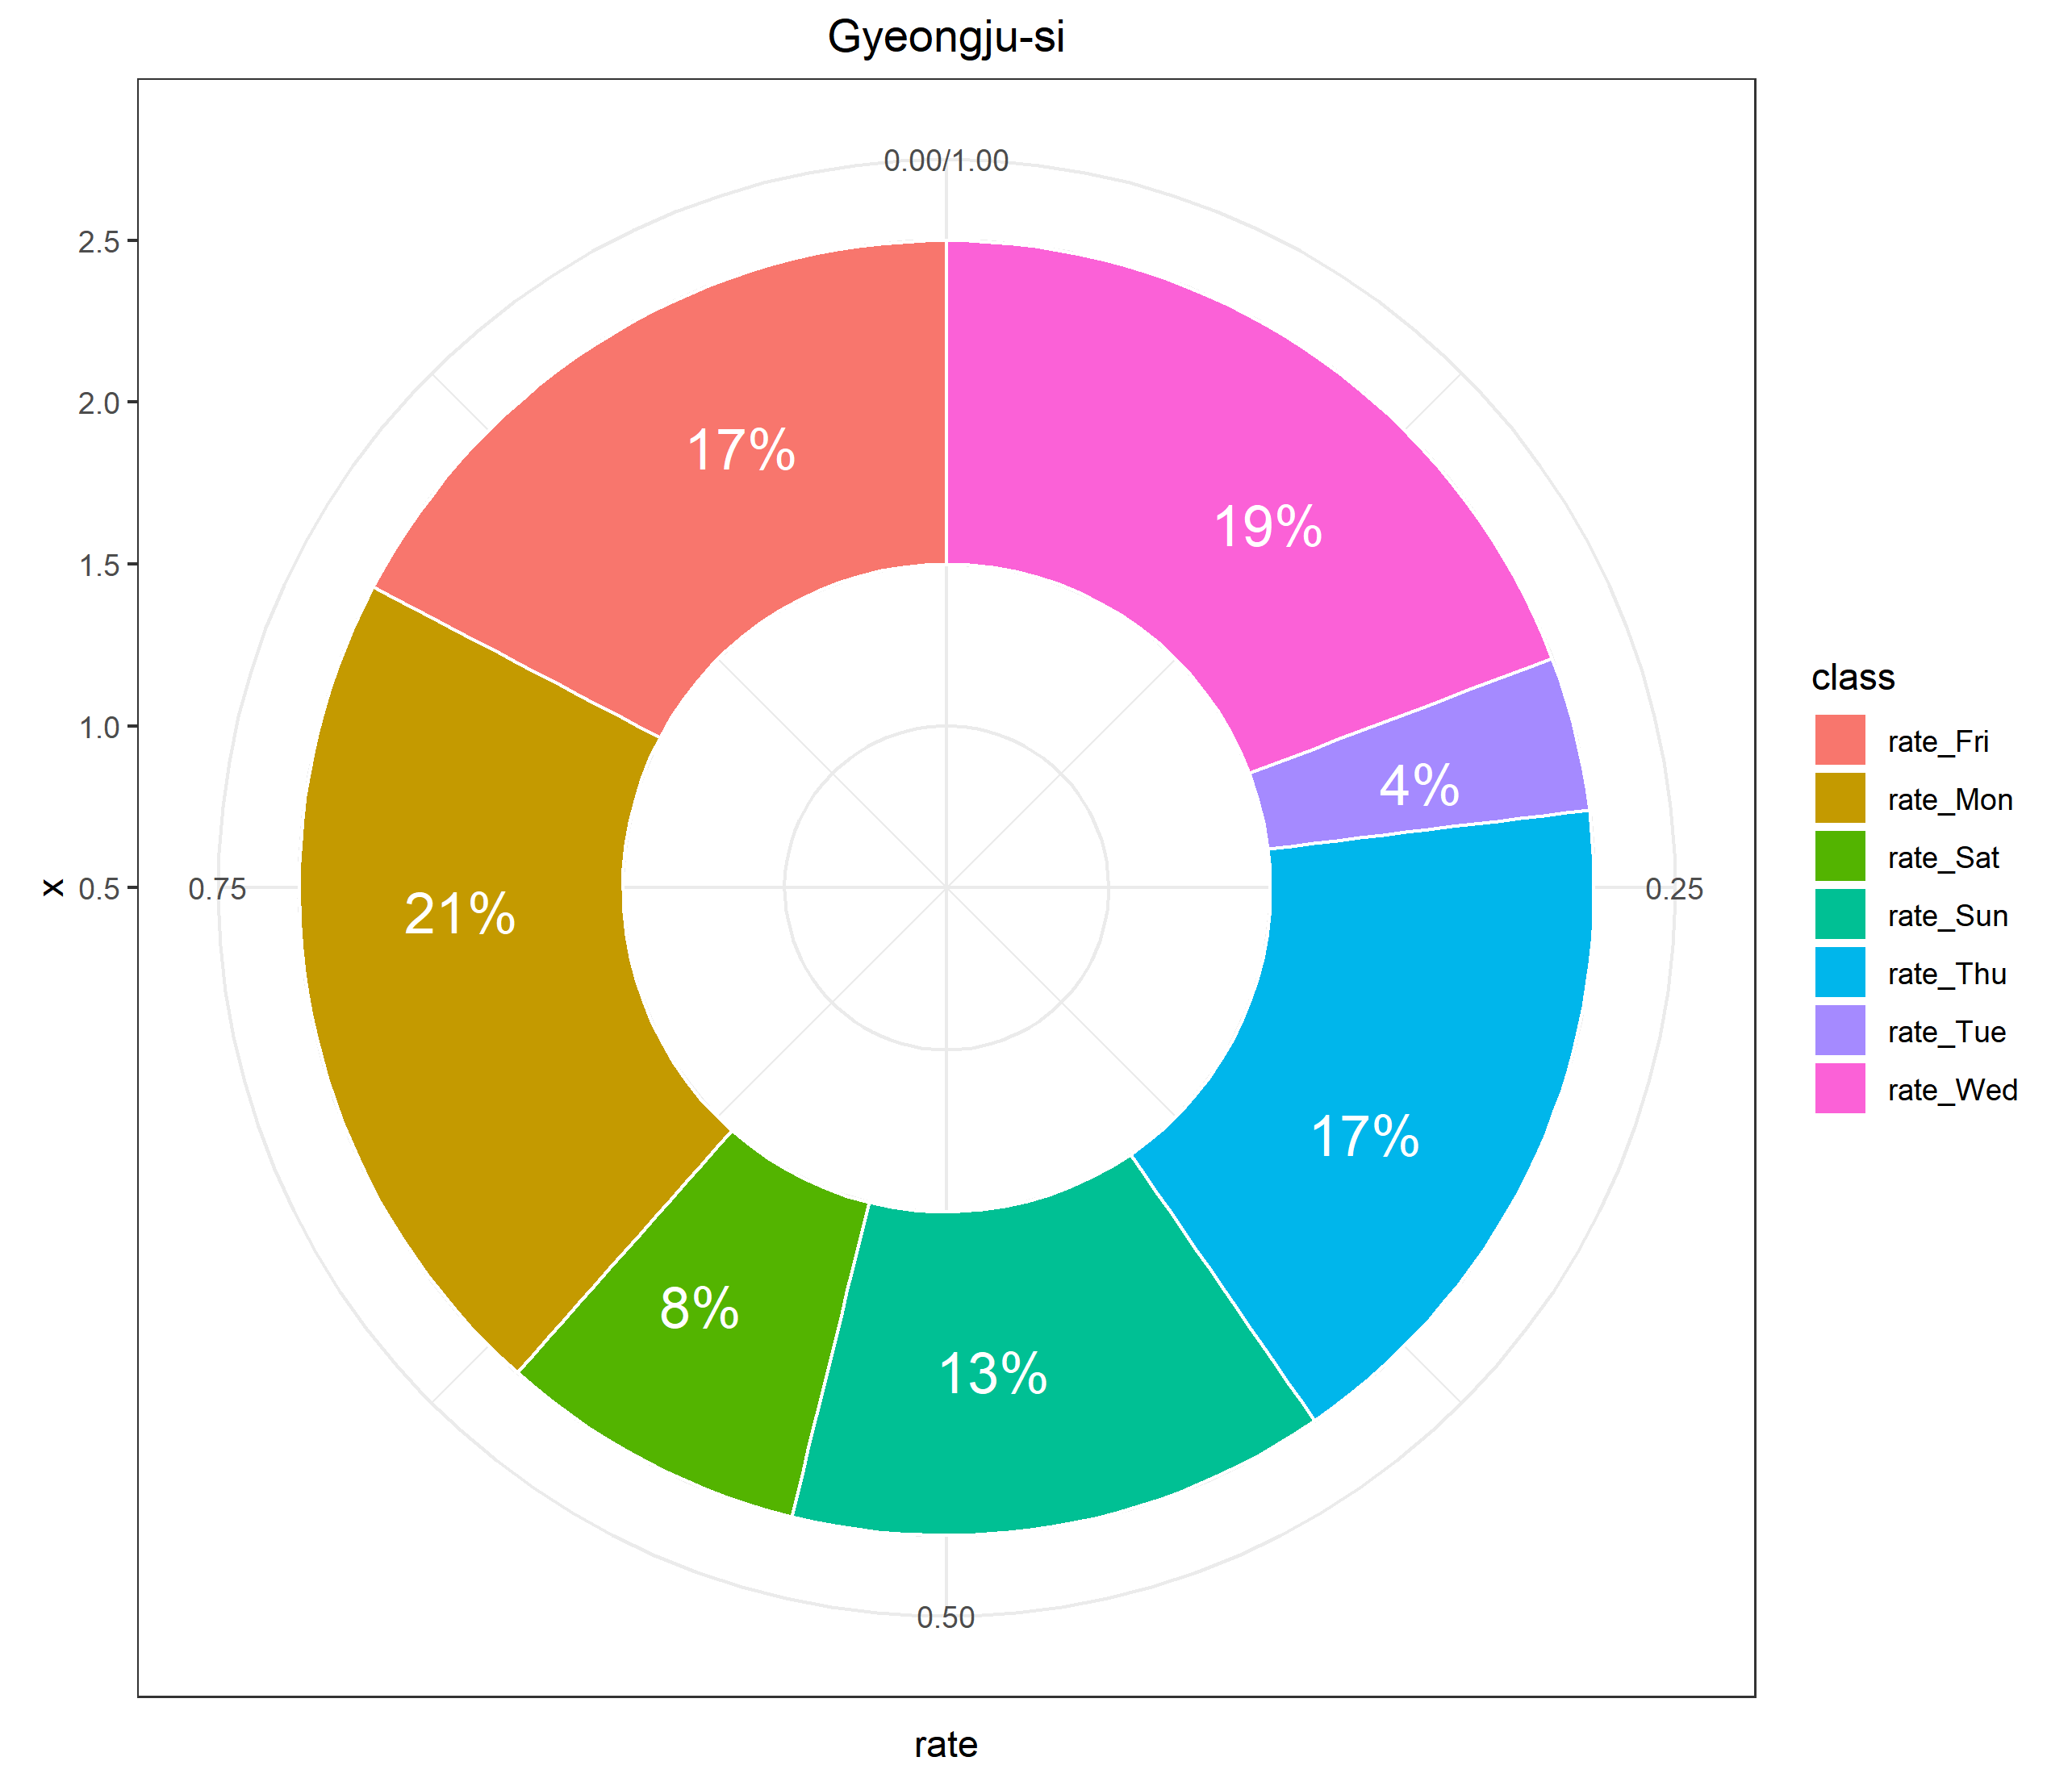 Gyeongju-si
0.00/1.00
2.5
2.0
1.5
1.0
0.5
x
0.75
0.25
0.50
17%
19%
4%
21%
17%
8%
13%
rate
class
rate_Fri
rate_Mon
rate_Sat
rate_Sun
rate_Thu
rate_Tue
rate_Wed